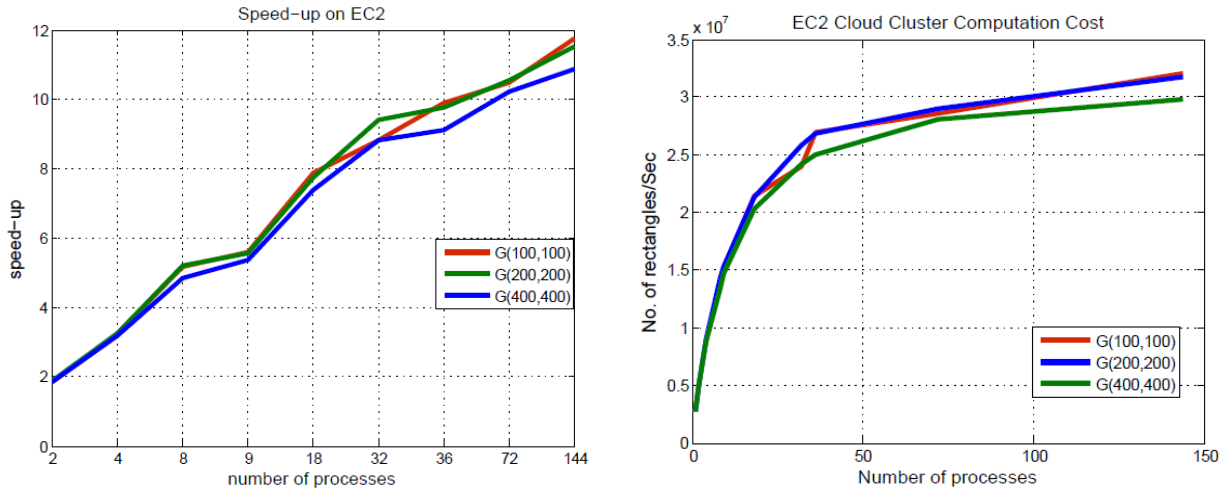 Speed-up on EC2
12
10
8
6
4
2
0
2 4 8 9 18 32 36 72 144
speed-up
number of processes
G(100,100)
G(200,200)
G(400,400)
EC2 Cloud Cluster Computation Cost
x 10^7
3.5
3
2.5
2
1.5
1
0.5
0
0 50 100 150
No. of rectangles/Sec
Number of processes
G(100,100)
G(200,200)
G(400,400)